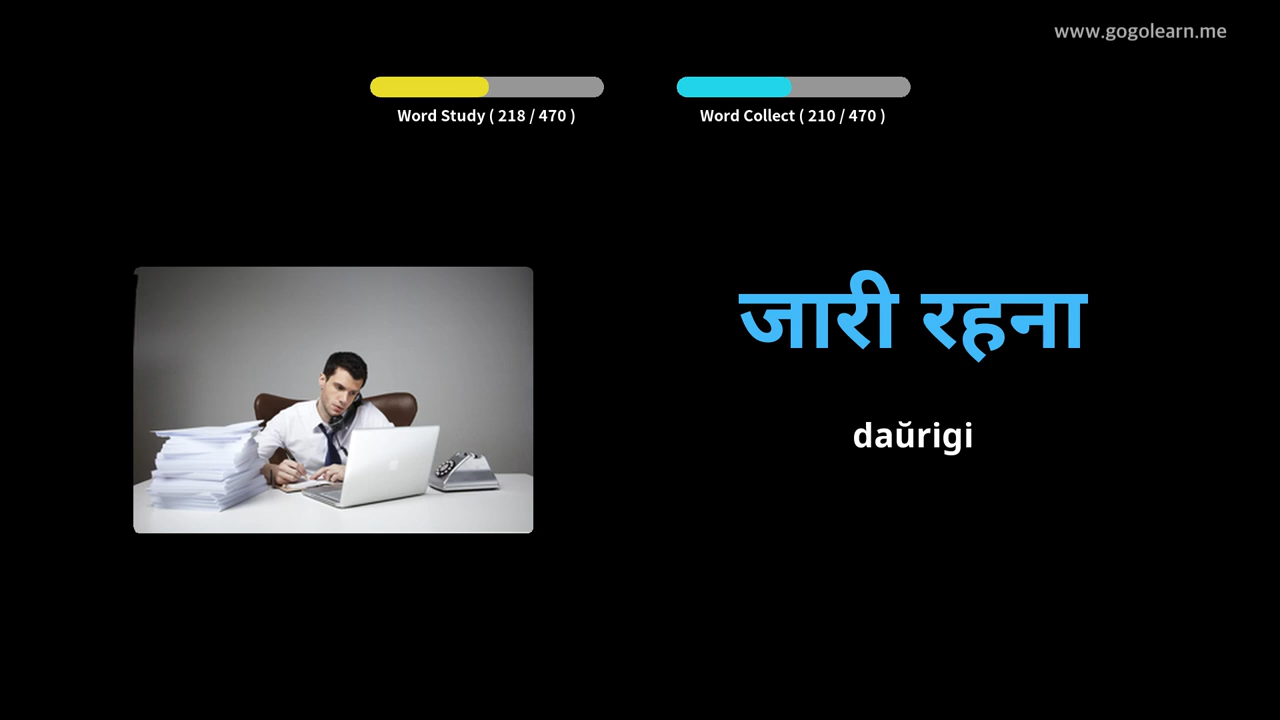 www.gogolearn.me
Word Study ( 218 / 470 )
Word Collect ( 210 / 470 )
जारी रहना
daŭrigi